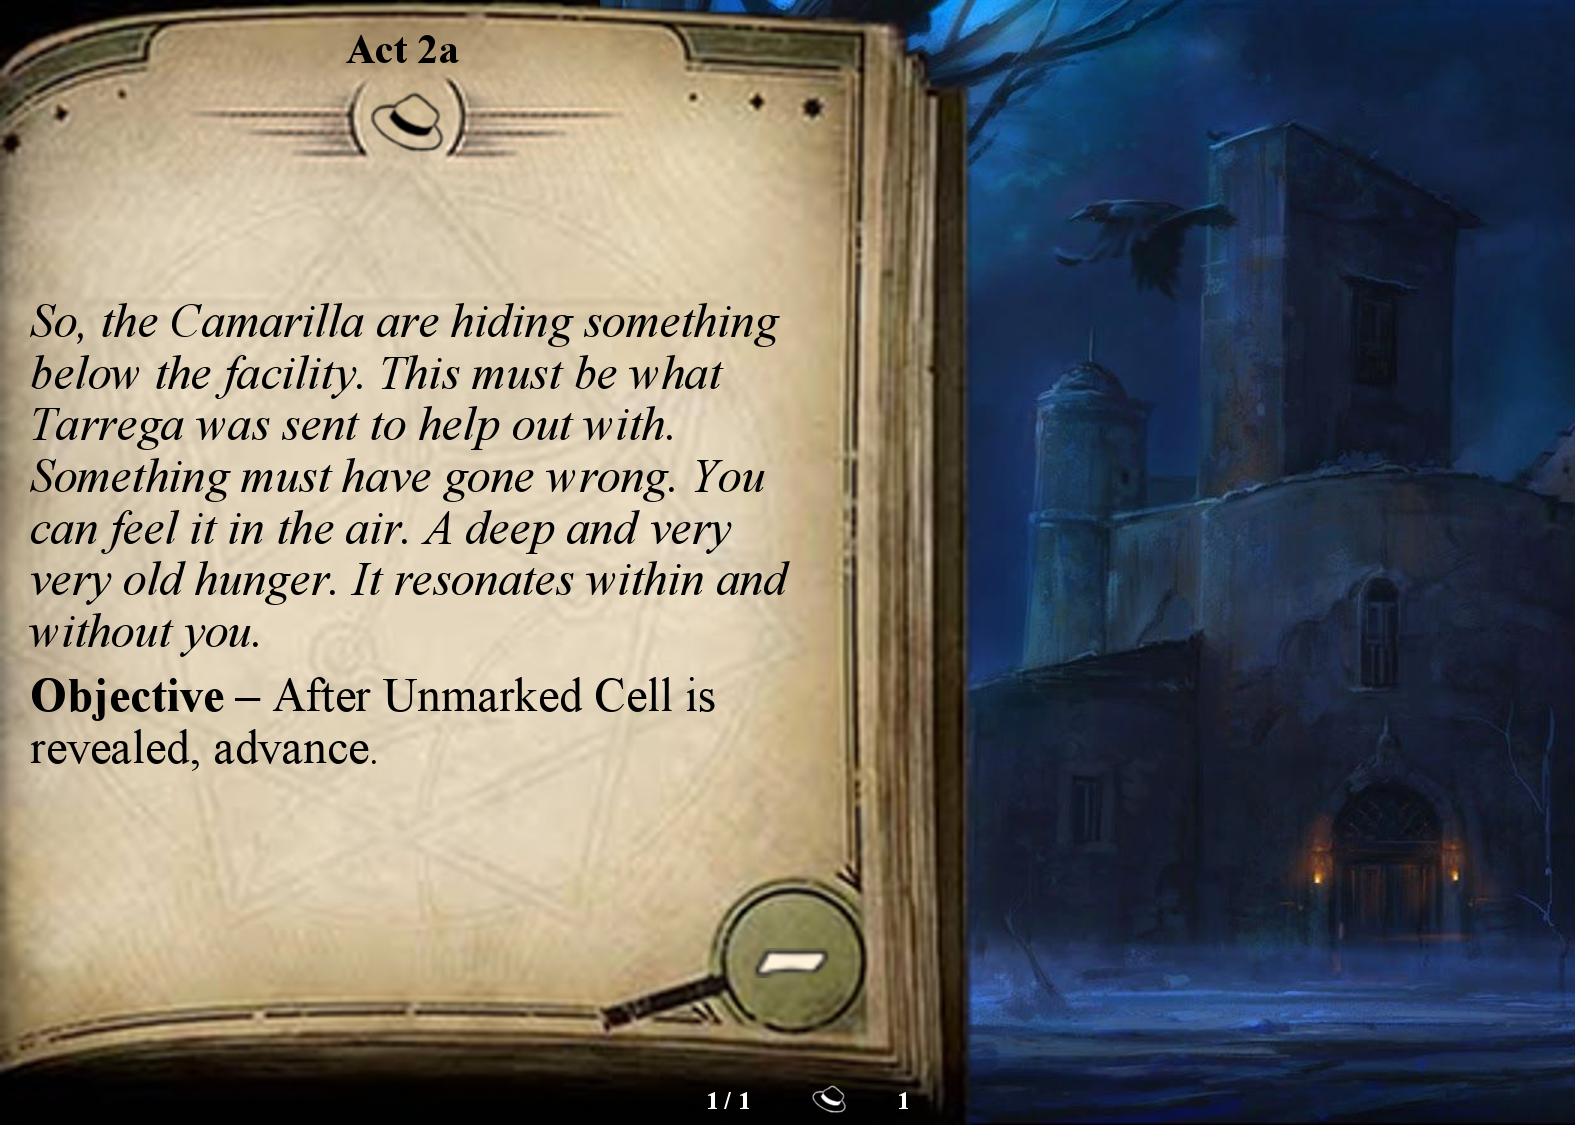 Act 2a
So, the Camarilla are hiding something
below the facility. This must be what
Tarrega was sent to help out with.
Something must have gone wrong. You
can feel it in the air. A deep and very
very old hunger. It resonates within and
without you.
Objective – After Unmarked Cell is
revealed, advance.
–
1 / 1 1